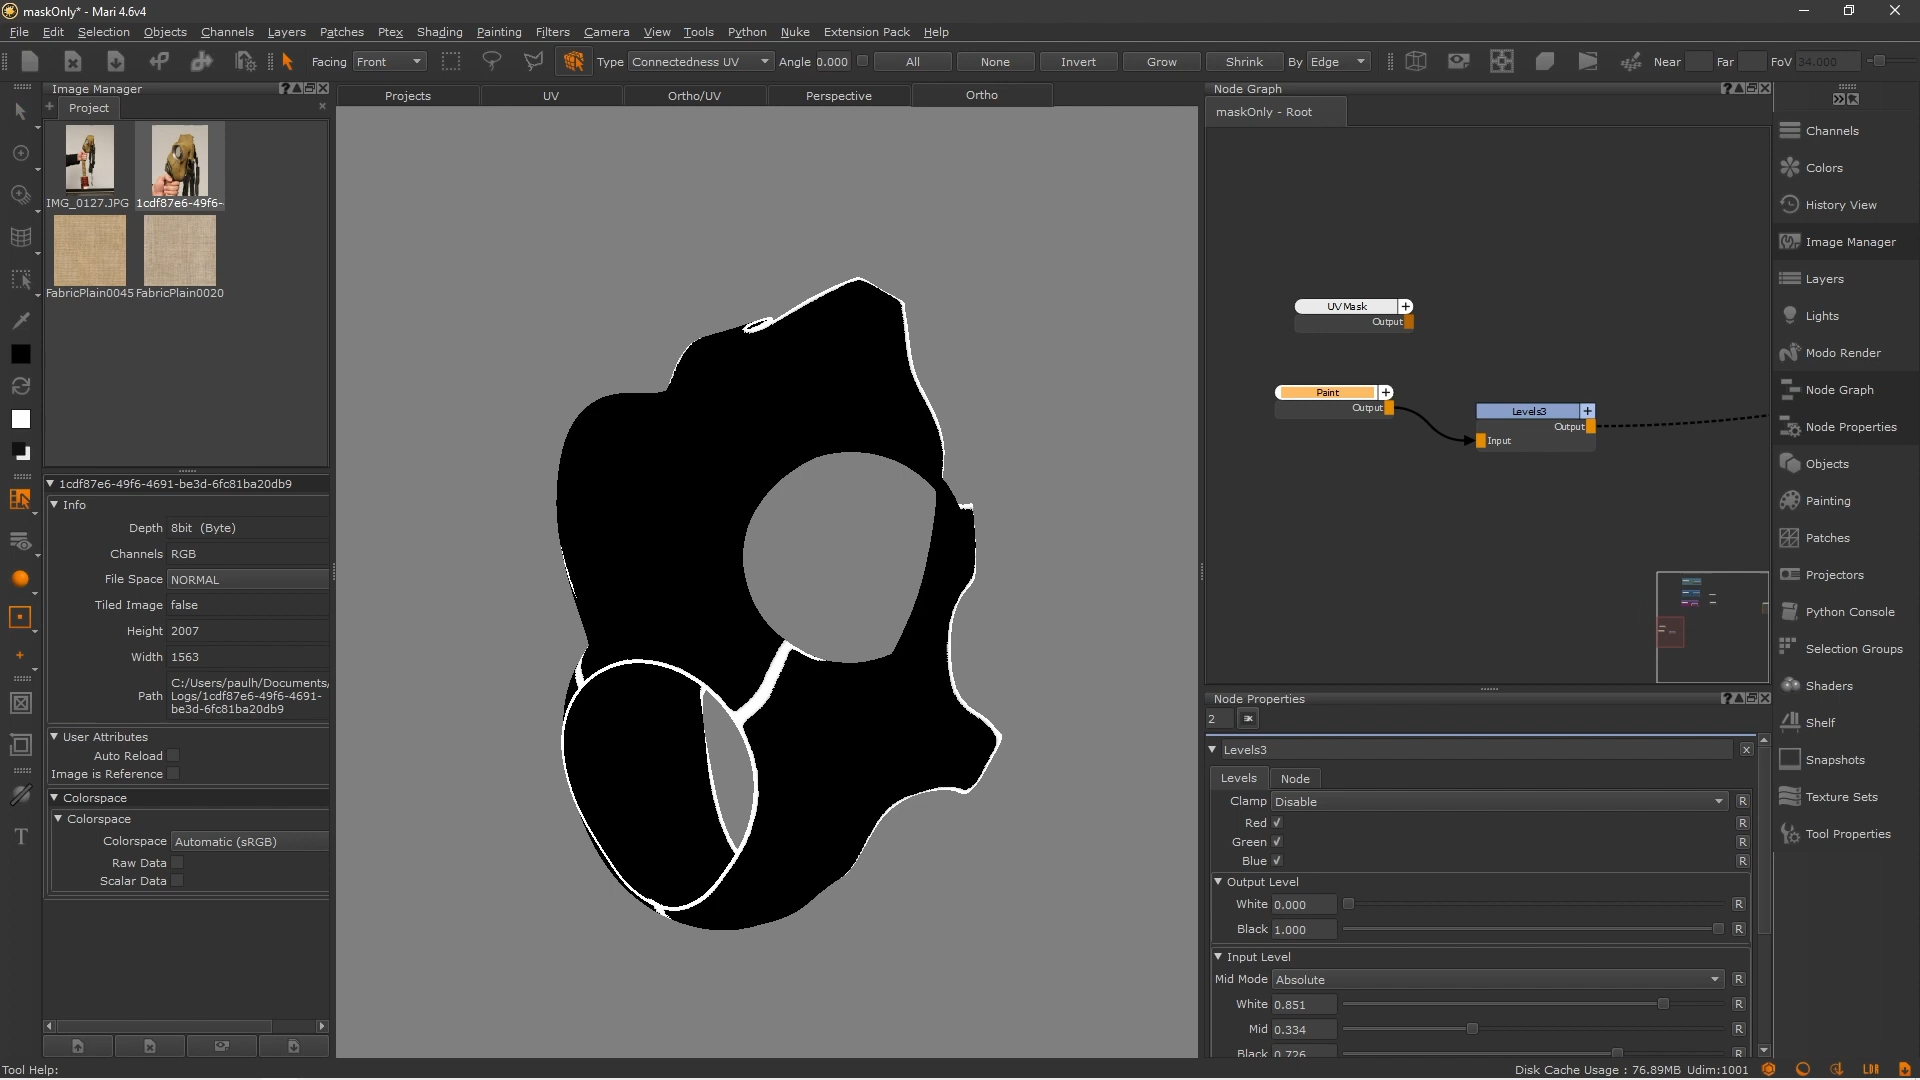 maskOnly* - Mari 4.6v4
File Edit Selection Objects Channels Layers Patches Ptex Shading Painting Filters Camera View Tools Python Nuke Extension Pack Help
Facing Front Type Connectedness UV Angle 0.000 All None Invert Grow Shrink By Edge Near Far FoV 34.000
Image Manager
Project
IMG_0127.JPG 1cdf87e6-49f6-
FabricPlain0045 FabricPlain0020
1cdf87e6-49f6-4691-be3d-6fc81ba20db9
Info
Depth 8bit (Byte)
Channels RGB
File Space NORMAL
Tiled Image false
Height 2007
Width 1563
Path C:/Users/paulh/Documents/
Logs/1cdf87e6-49f6-4691-
be3d-6fc81ba20db9
User Attributes
Auto Reload
Image is Reference
Colorspace
Colorspace
Colorspace Automatic (sRGB)
Raw Data
Scalar Data
Projects UV Ortho/UV Perspective Ortho
Node Graph
maskOnly - Root
UV Mask
Output
Paint
Output
Levels3
Output
Input
Node Properties
2
Levels3
Levels Node
Clamp Disable R
Red R
Green R
Blue R
Output Level
White 0.000 R
Black 1.000 R
Input Level
Mid Mode Absolute R
White 0.851 R
Mid 0.334 R
Black 0.726 R
Channels
Colors
History View
Image Manager
Layers
Lights
Modo Render
Node Graph
Node Properties
Objects
Painting
Patches
Projectors
Python Console
Selection Groups
Shaders
Shelf
Snapshots
Texture Sets
Tool Properties
Tool Help:
Disk Cache Usage : 76.89MB Udim:1001 LDR